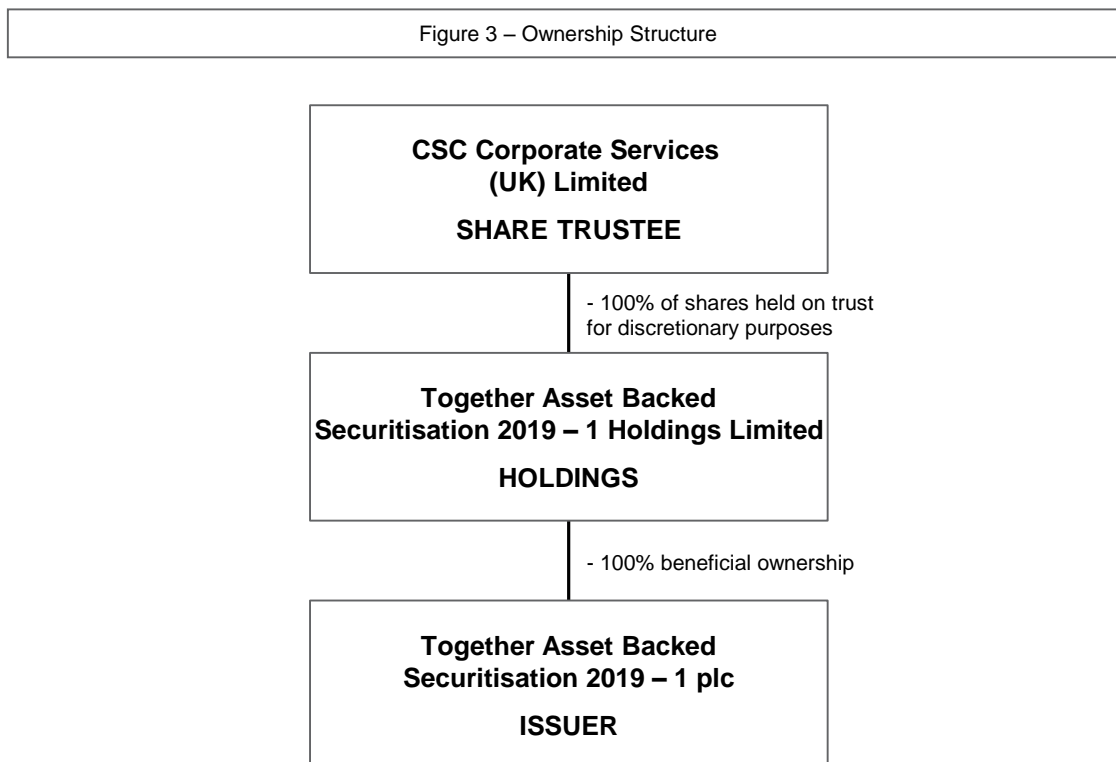 Figure 3 – Ownership Structure
CSC Corporate Services
(UK) Limited
SHARE TRUSTEE
- 100% of shares held on trust
for discretionary purposes
Together Asset Backed
Securitisation 2019 – 1 Holdings Limited
HOLDINGS
- 100% beneficial ownership
Together Asset Backed
Securitisation 2019 – 1 plc
ISSUER